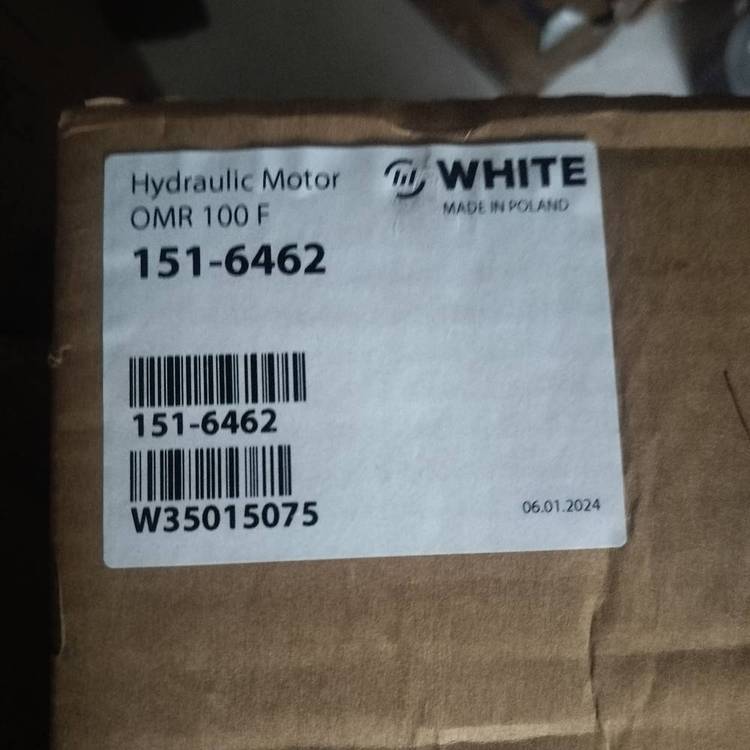 Hydraulic Motor
OMR 100 F
151-6462
WHITE
MADE IN POLAND
151-6462
W35015075
06.01.2024